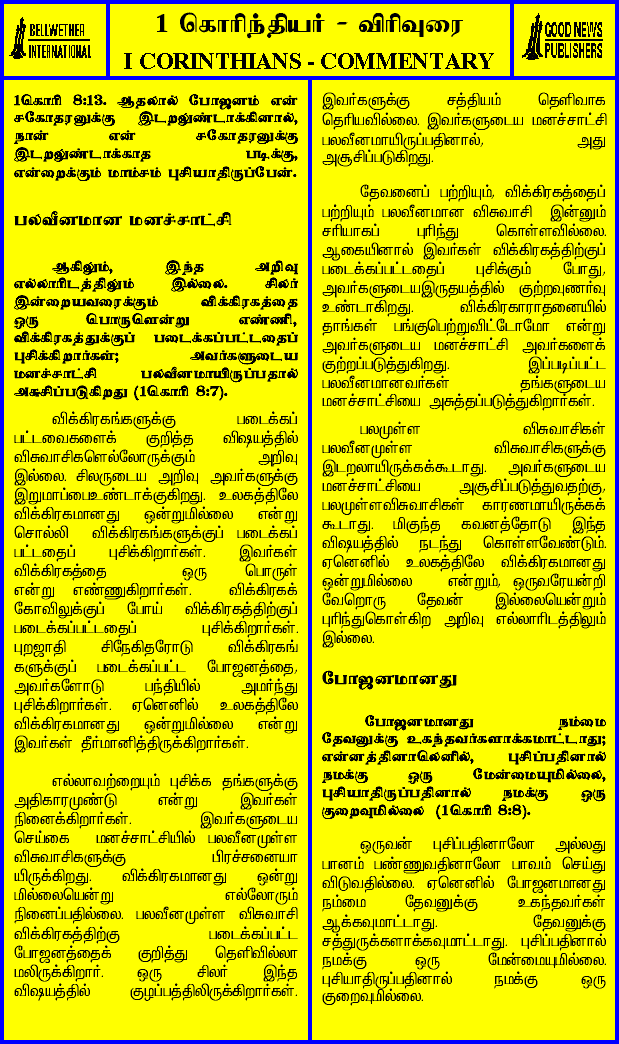 BELLWETHER
INTERNATIONAL
1 கொரிந்தியர் - விரிவுரை
I CORINTHIANS - COMMENTARY
GOOD NEWS
PUBLISHERS
1கொரி 8:13. ஆதலால் போஜனம் என்
சகோதரனுக்கு இடறலுண்டாக்கினால்,
நான் என் சகோதரனுக்கு
இடறலுண்டாக்காத படிக்கு,
என்றைக்கும் மாம்சம் புசியாதிருப்பேன்.
பலவீனமான மனச்சாட்சி
ஆகிலும், இந்த அறிவு
எல்லாரிடத்திலும் இல்லை. சிலர்
இன்றையவரைக்கும் விக்கிரகத்தை
ஒரு பொருளென்று எண்ணி,
விக்கிரகத்துக்குப் படைக்கப்பட்டதைப்
புசிக்கிறார்கள்; அவர்களுடைய
மனச்சாட்சி பலவீனமாயிருப்பதால்
அசுசிப்படுகிறது (1கொரி 8:7).
விக்கிரகங்களுக்கு படைக்கப்
பட்டவைகளைக் குறித்த விஷயத்தில்
விசுவாசிகளெல்லோருக்கும் அறிவு
இல்லை. சிலருடைய அறிவு அவர்களுக்கு
இறுமாப்பைஉண்டாக்குகிறது. உலகத்திலே
விக்கிரகமானது ஒன்றுமில்லை என்று
சொல்லி விக்கிரகங்களுக்குப் படைக்கப்
பட்டதைப் புசிக்கிறார்கள். இவர்கள்
விக்கிரகத்தை ஒரு பொருள்
என்று எண்ணுகிறார்கள். விக்கிரகக்
கோவிலுக்குப் போய் விக்கிரகத்திற்குப்
படைக்கப்பட்டதைப் புசிக்கிறார்கள்.
புறஜாதி சிநேகிதரோடு விக்கிரகங்
களுக்குப் படைக்கப்பட்ட போஜனத்தை,
அவர்களோடு பந்தியில் அமர்ந்து
புசிக்கிறார்கள். ஏனெனில் உலகத்திலே
விக்கிரகமானது ஒன்றுமில்லை என்று
இவர்கள் தீர்மானித்திருக்கிறார்கள்.
எல்லாவற்றையும் புசிக்க தங்களுக்கு
அதிகாரமுண்டு என்று இவர்கள்
நினைக்கிறார்கள். இவர்களுடைய
செய்கை மனச்சாட்சியில் பலவீனமுள்ள
விசுவாசிகளுக்கு பிரச்சனையா
யிருக்கிறது. விக்கிரகமானது ஒன்று
மில்லையென்று எல்லோரும்
நினைப்பதில்லை. பலவீனமுள்ள விசுவாசி
விக்கிரகத்திற்கு படைக்கப்பட்ட
போஜனத்தைக் குறித்து தெளிவில்லா
மலிருக்கிறார். ஒரு சிலர் இந்த
விஷயத்தில் குழப்பத்திலிருக்கிறார்கள்.
இவர்களுக்கு சத்தியம் தெளிவாக
தெரியவில்லை. இவர்களுடைய மனச்சாட்சி
பலவீனமாயிருப்பதினால், அது
அசூசிப்படுகிறது.
தேவனைப் பற்றியும், விக்கிரகத்தைப்
பற்றியும் பலவீனமான விசுவாசி இன்னும்
சரியாகப் புரிந்து கொள்ளவில்லை.
ஆகையினால் இவர்கள் விக்கிரகத்திற்குப்
படைக்கப்பட்டதைப் புசிக்கும் போது,
அவர்களுடையஇருதயத்தில் குற்றவுணர்வு
உண்டாகிறது. விக்கிரகாராதனையில்
தாங்கள் பங்குபெற்றுவிட்டோமோ என்று
அவர்களுடைய மனச்சாட்சி அவர்களைக்
குற்றப்படுத்துகிறது. இப்படிப்பட்ட
பலவீனமானவர்கள் தங்களுடைய
மனச்சாட்சியை அசுத்தப்படுத்துகிறார்கள்.
பலமுள்ள விசுவாசிகள்
பலவீனமுள்ள விசுவாசிகளுக்கு
இடறலாயிருக்கக்கூடாது. அவர்களுடைய
மனச்சாட்சியை அசூசிப்படுத்துவதற்கு,
பலமுள்ளவிசுவாசிகள் காரணமாயிருக்கக்
கூடாது. மிகுந்த கவனத்தோடு இந்த
விஷயத்தில் நடந்து கொள்ளவேண்டும்.
ஏனெனில் உலகத்திலே விக்கிரகமானது
ஒன்றுமில்லை என்றும், ஒருவரேயன்றி
வேறொரு தேவன் இல்லையென்றும்
புரிந்துகொள்கிற அறிவு எல்லாரிடத்திலும்
இல்லை.
போஜனமானது
போஜனமானது நம்மை
தேவனுக்கு உகந்தவர்களாக்கமாட்டாது;
என்னத்தினாலெனில், புசிப்பதினால்
நமக்கு ஒரு மேன்மையுமில்லை,
புசியாதிருப்பதினால் நமக்கு ஒரு
குறைவுமில்லை (1கொரி 8:8).
ஒருவன் புசிப்பதினாலோ அல்லது
பானம் பண்ணுவதினாலோ பாவம் செய்து
விடுவதில்லை. ஏனெனில் போஜனமானது
நம்மை தேவனுக்கு உகந்தவர்கள்
ஆக்கவுமாட்டாது. தேவனுக்கு
சத்துருக்களாக்கவுமாட்டாது. புசிப்பதினால்
நமக்கு ஒரு மேன்மையுமில்லை.
புசியாதிருப்பதினால் நமக்கு ஒரு
குறைவுமில்லை.